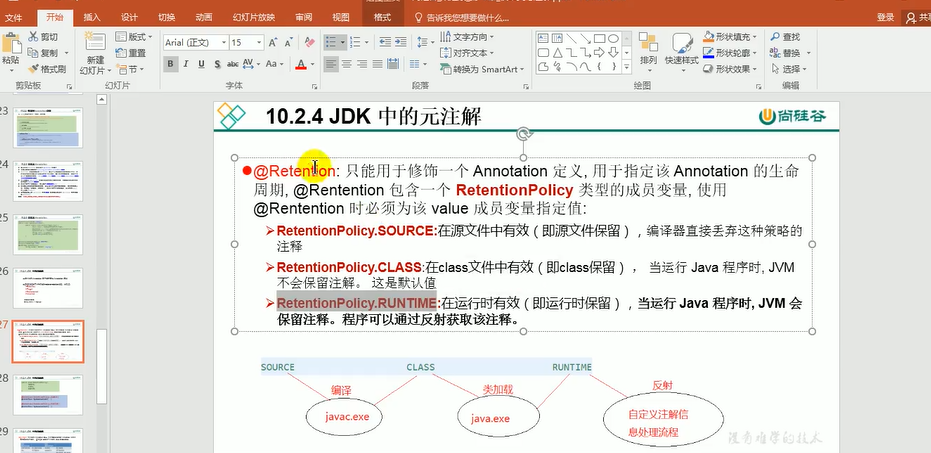 文件 开始 插入 设计 切换 动画 幻灯片放映 审阅 视图 格式 告诉我您想要做什么... 登录 共
粘贴 剪切 复制 格式刷 剪贴板
新建 幻灯片 版式 重置 节 幻灯片
Arial (正文) 15 B I U S abc AV Aa A 字体
文字方向 对齐文本 转换为 SmartArt 段落
排列 快速样式 形状填充 形状轮廓 形状效果 绘图
查找 替换 选择 编辑
23
24
25
26
27
28
29
10.2.4 JDK 中的元注解
尚硅谷
@Retention: 只能用于修饰一个 Annotation 定义, 用于指定该 Annotation 的生命
周期, @Rentention 包含一个 RetentionPolicy 类型的成员变量, 使用
@Rentention 时必须为该 value 成员变量指定值:
RetentionPolicy.SOURCE:在源文件中有效（即源文件保留），编译器直接丢弃这种策略的
注释
RetentionPolicy.CLASS:在class文件中有效（即class保留） ， 当运行 Java 程序时, JVM
不会保留注解。 这是默认值
RetentionPolicy.RUNTIME:在运行时有效（即运行时保留），当运行 Java 程序时, JVM 会
保留注释。程序可以通过反射获取该注释。
SOURCE CLASS RUNTIME
编译 类加载 反射
javac.exe java.exe 自定义注解信
息处理流程